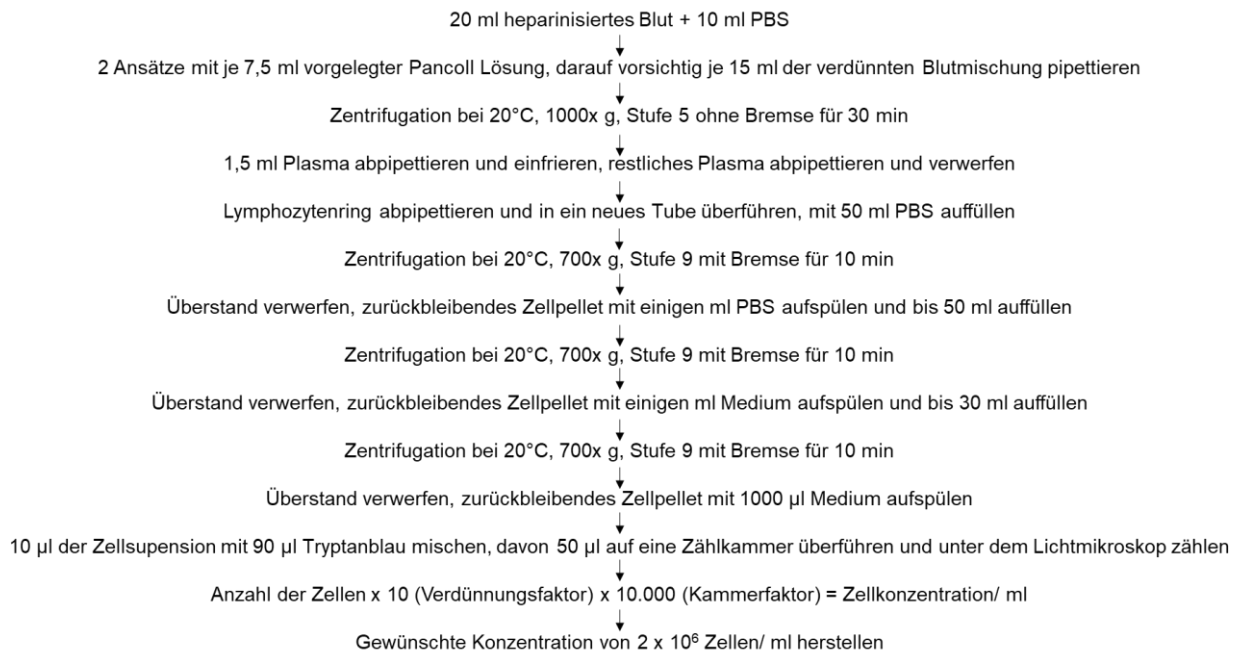 20 ml heparinisiertes Blut + 10 ml PBS
2 Ansätze mit je 7,5 ml vorgelegter Pancoll Lösung, darauf vorsichtig je 15 ml der verdünnten Blutmischung pipettieren
Zentrifugation bei 20°C, 1000x g, Stufe 5 ohne Bremse für 30 min
1,5 ml Plasma abpipettieren und einfrieren, restliches Plasma abpipettieren und verwerfen
Lymphozytenring abpipettieren und in ein neues Tube überführen, mit 50 ml PBS auffüllen
Zentrifugation bei 20°C, 700x g, Stufe 9 mit Bremse für 10 min
Überstand verwerfen, zurückbleibendes Zellpellet mit einigen ml PBS aufspülen und bis 50 ml auffüllen
Zentrifugation bei 20°C, 700x g, Stufe 9 mit Bremse für 10 min
Überstand verwerfen, zurückbleibendes Zellpellet mit einigen ml Medium aufspülen und bis 30 ml auffüllen
Zentrifugation bei 20°C, 700x g, Stufe 9 mit Bremse für 10 min
Überstand verwerfen, zurückbleibendes Zellpellet mit 1000 µl Medium aufspülen
10 µl der Zellsupension mit 90 µl Tryptanblau mischen, davon 50 µl auf eine Zählkammer überführen und unter dem Lichtmikroskop zählen
Anzahl der Zellen x 10 (Verdünnungsfaktor) x 10.000 (Kammerfaktor) = Zellkonzentration/ ml
Gewünschte Konzentration von 2 x 10⁶ Zellen/ ml herstellen